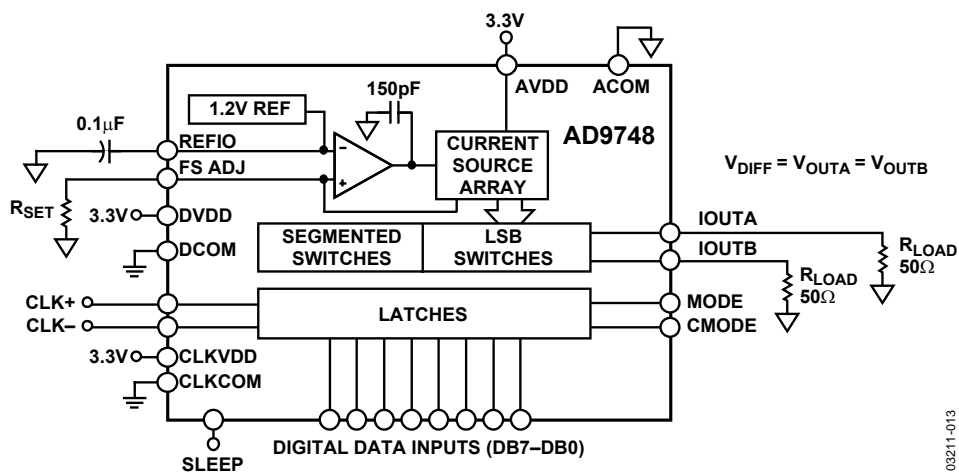 3.3V
AVDD
ACOM
150pF
1.2V REF
AD9748
0.1μF
REFIO
FS ADJ
CURRENT
SOURCE
ARRAY
V_DIFF = V_OUTA = V_OUTB
R_SET
3.3V
DVDD
DCOM
SEGMENTED
SWITCHES
LSB
SWITCHES
IOUTA
IOUTB
R_LOAD
50Ω
R_LOAD
50Ω
CLK+
CLK–
LATCHES
MODE
CMODE
3.3V
CLKVDD
CLKCOM
SLEEP
DIGITAL DATA INPUTS (DB7–DB0)
03211-013